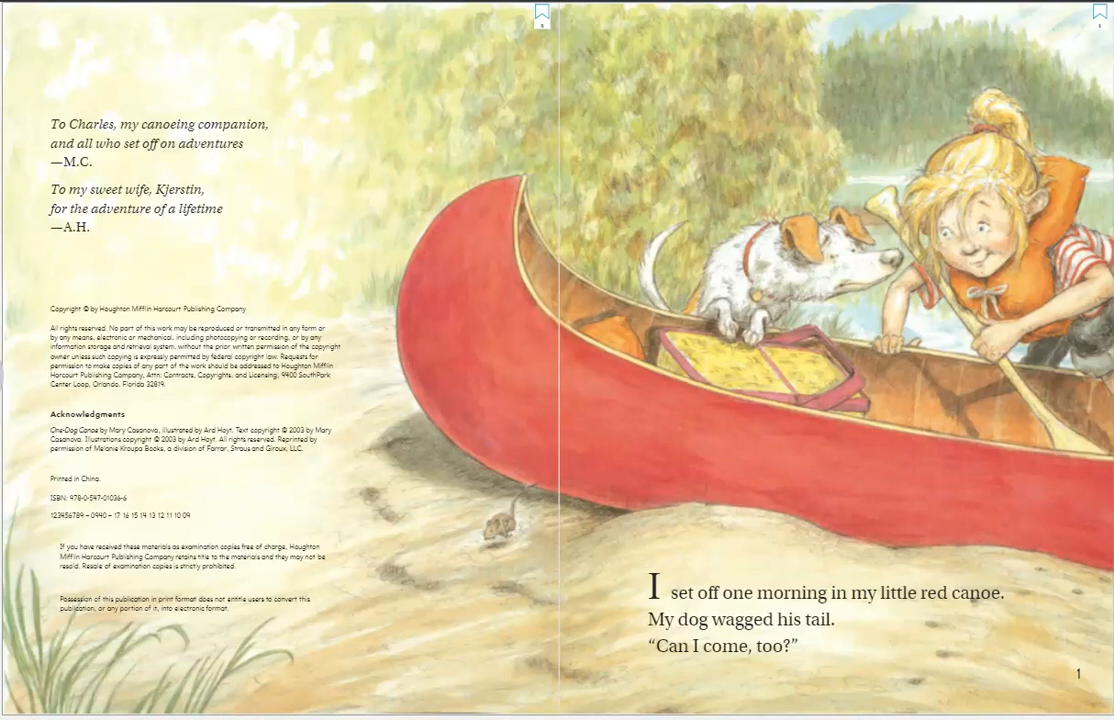 To Charles, my canoeing companion,
and all who set off on adventures
—M.C.
To my sweet wife, Kjerstin,
for the adventure of a lifetime
—A.H.
Copyright © by Houghton Mifflin Harcourt Publishing Company
All rights reserved. No part of this work may be reproduced or transmitted in any form or
by any means, electronic or mechanical, including photocopying or recording, or by any
information storage and retrieval system, without the prior written permission of the copyright
owner unless such copying is expressly permitted by federal copyright law. Requests for
permission to make copies of any part of the work should be addressed to Houghton Mifflin
Harcourt Publishing Company, Attn: Contracts, Copyrights, and Licensing, 9400 SouthPark
Center Loop, Orlando, Florida 32819.
Acknowledgments
One-Dog Canoe by Mary Casanova, illustrated by Ard Hoyt. Text copyright © 2003 by Mary
Casanova. Illustrations copyright © 2003 by Ard Hoyt. All rights reserved. Reprinted by
permission of Melanie Kroupa Books, a division of Farrar, Straus and Giroux, LLC.
Printed in China.
ISBN: 978-0-547-01036-6
123456789 – 0940 – 17 16 15 14 13 12 11 10 09
If you have received these materials as examination copies free of charge, Houghton
Mifflin Harcourt Publishing Company retains title to the materials and they may not be
resold. Resale of examination copies is strictly prohibited.
Possession of this publication in print format does not entitle users to convert this
publication, or any portion of it, into electronic format.
I set off one morning in my little red canoe.
My dog wagged his tail.
“Can I come, too?”
1